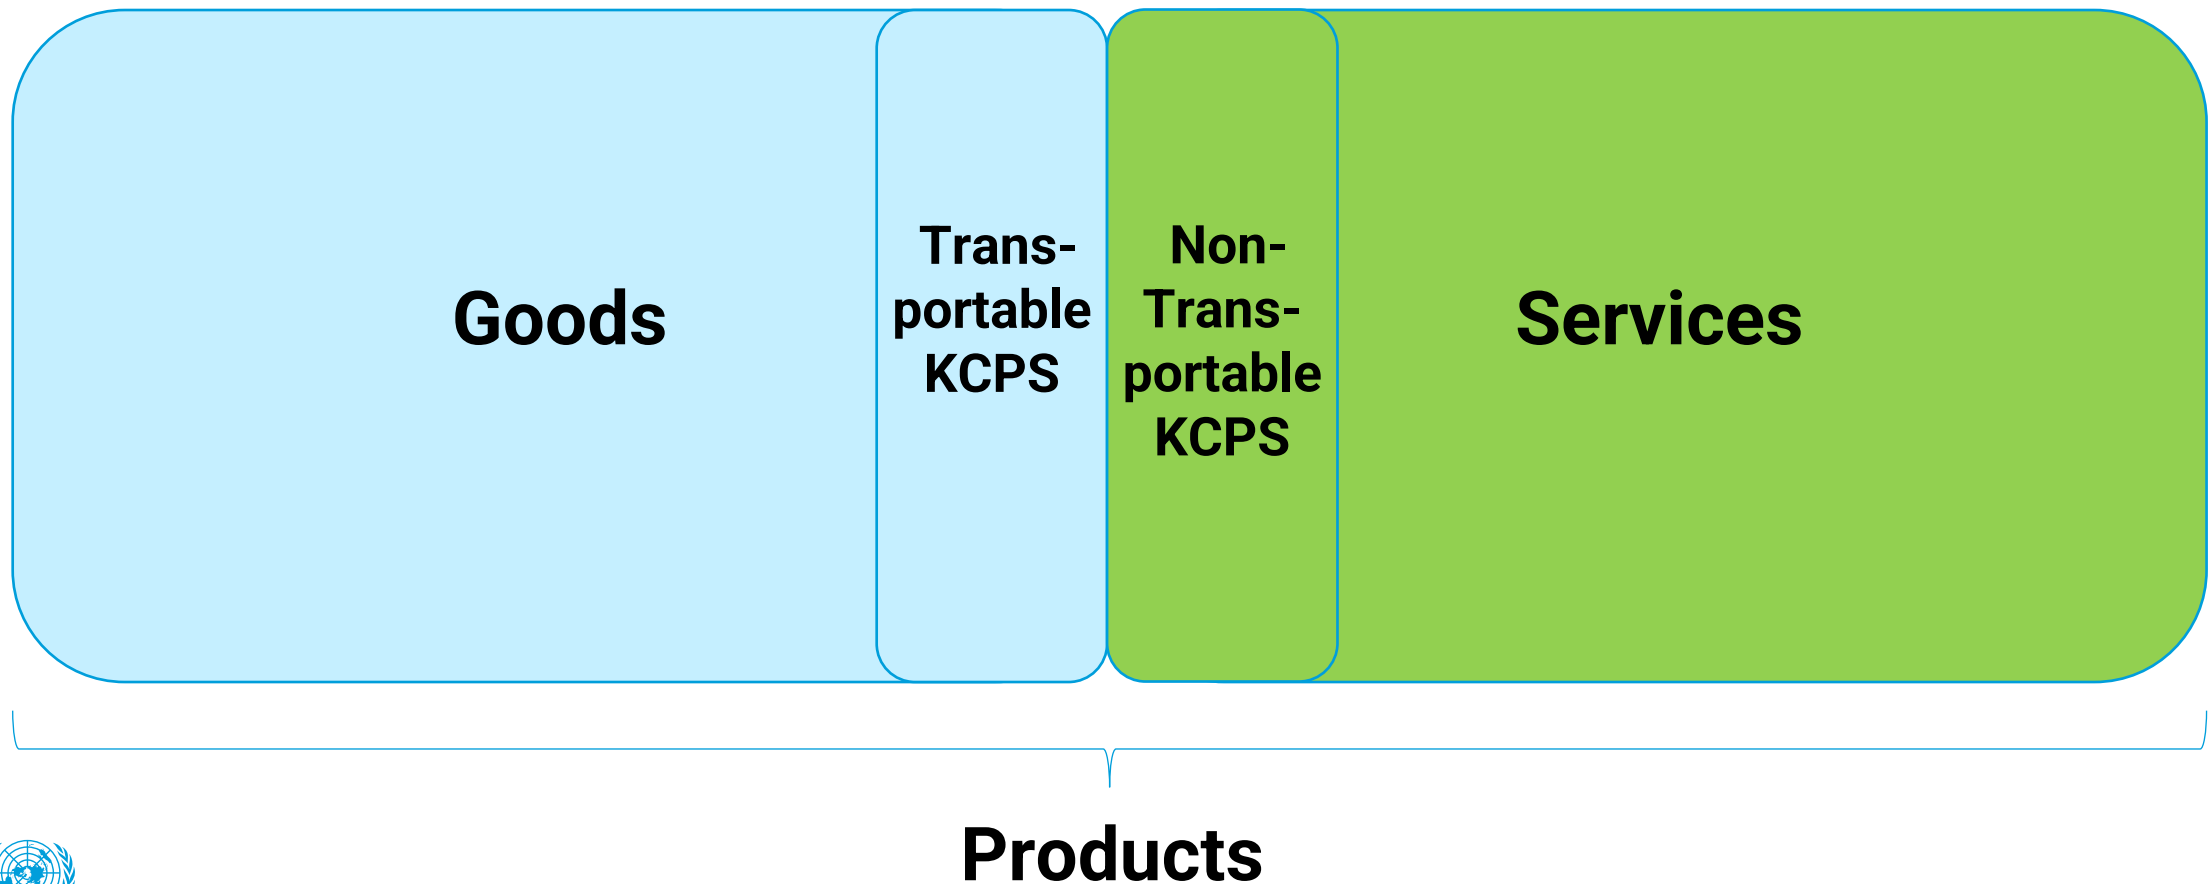 Goods
Trans-
portable
KCPS
Non-
Trans-
portable
KCPS
Services
Products